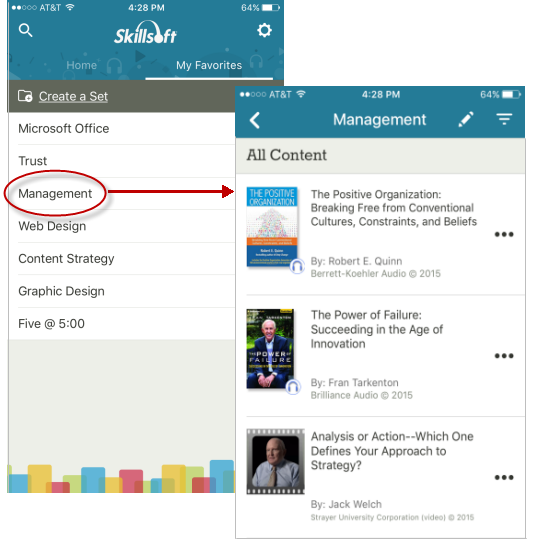 AT&T 4:28 PM 64%
Skillsoft
Home My Favorites
Create a Set
Microsoft Office
Trust
Management
Web Design
Content Strategy
Graphic Design
Five @ 5:00
AT&T 4:28 PM 64%
Management
All Content
THE POSITIVE
ORGANIZATION
Robert E. Quinn
The Positive Organization:
Breaking Free from Conventional
Cultures, Constraints, and Beliefs
By: Robert E. Quinn
Berrett-Koehler Audio © 2015
FRAN TARKENTON
THE POWER OF
FAILURE
The Power of Failure:
Succeeding in the Age of
Innovation
By: Fran Tarkenton
Brilliance Audio © 2015
Analysis or Action--Which One
Defines Your Approach to
Strategy?
By: Jack Welch
Strayer University Corporation (video) © 2015